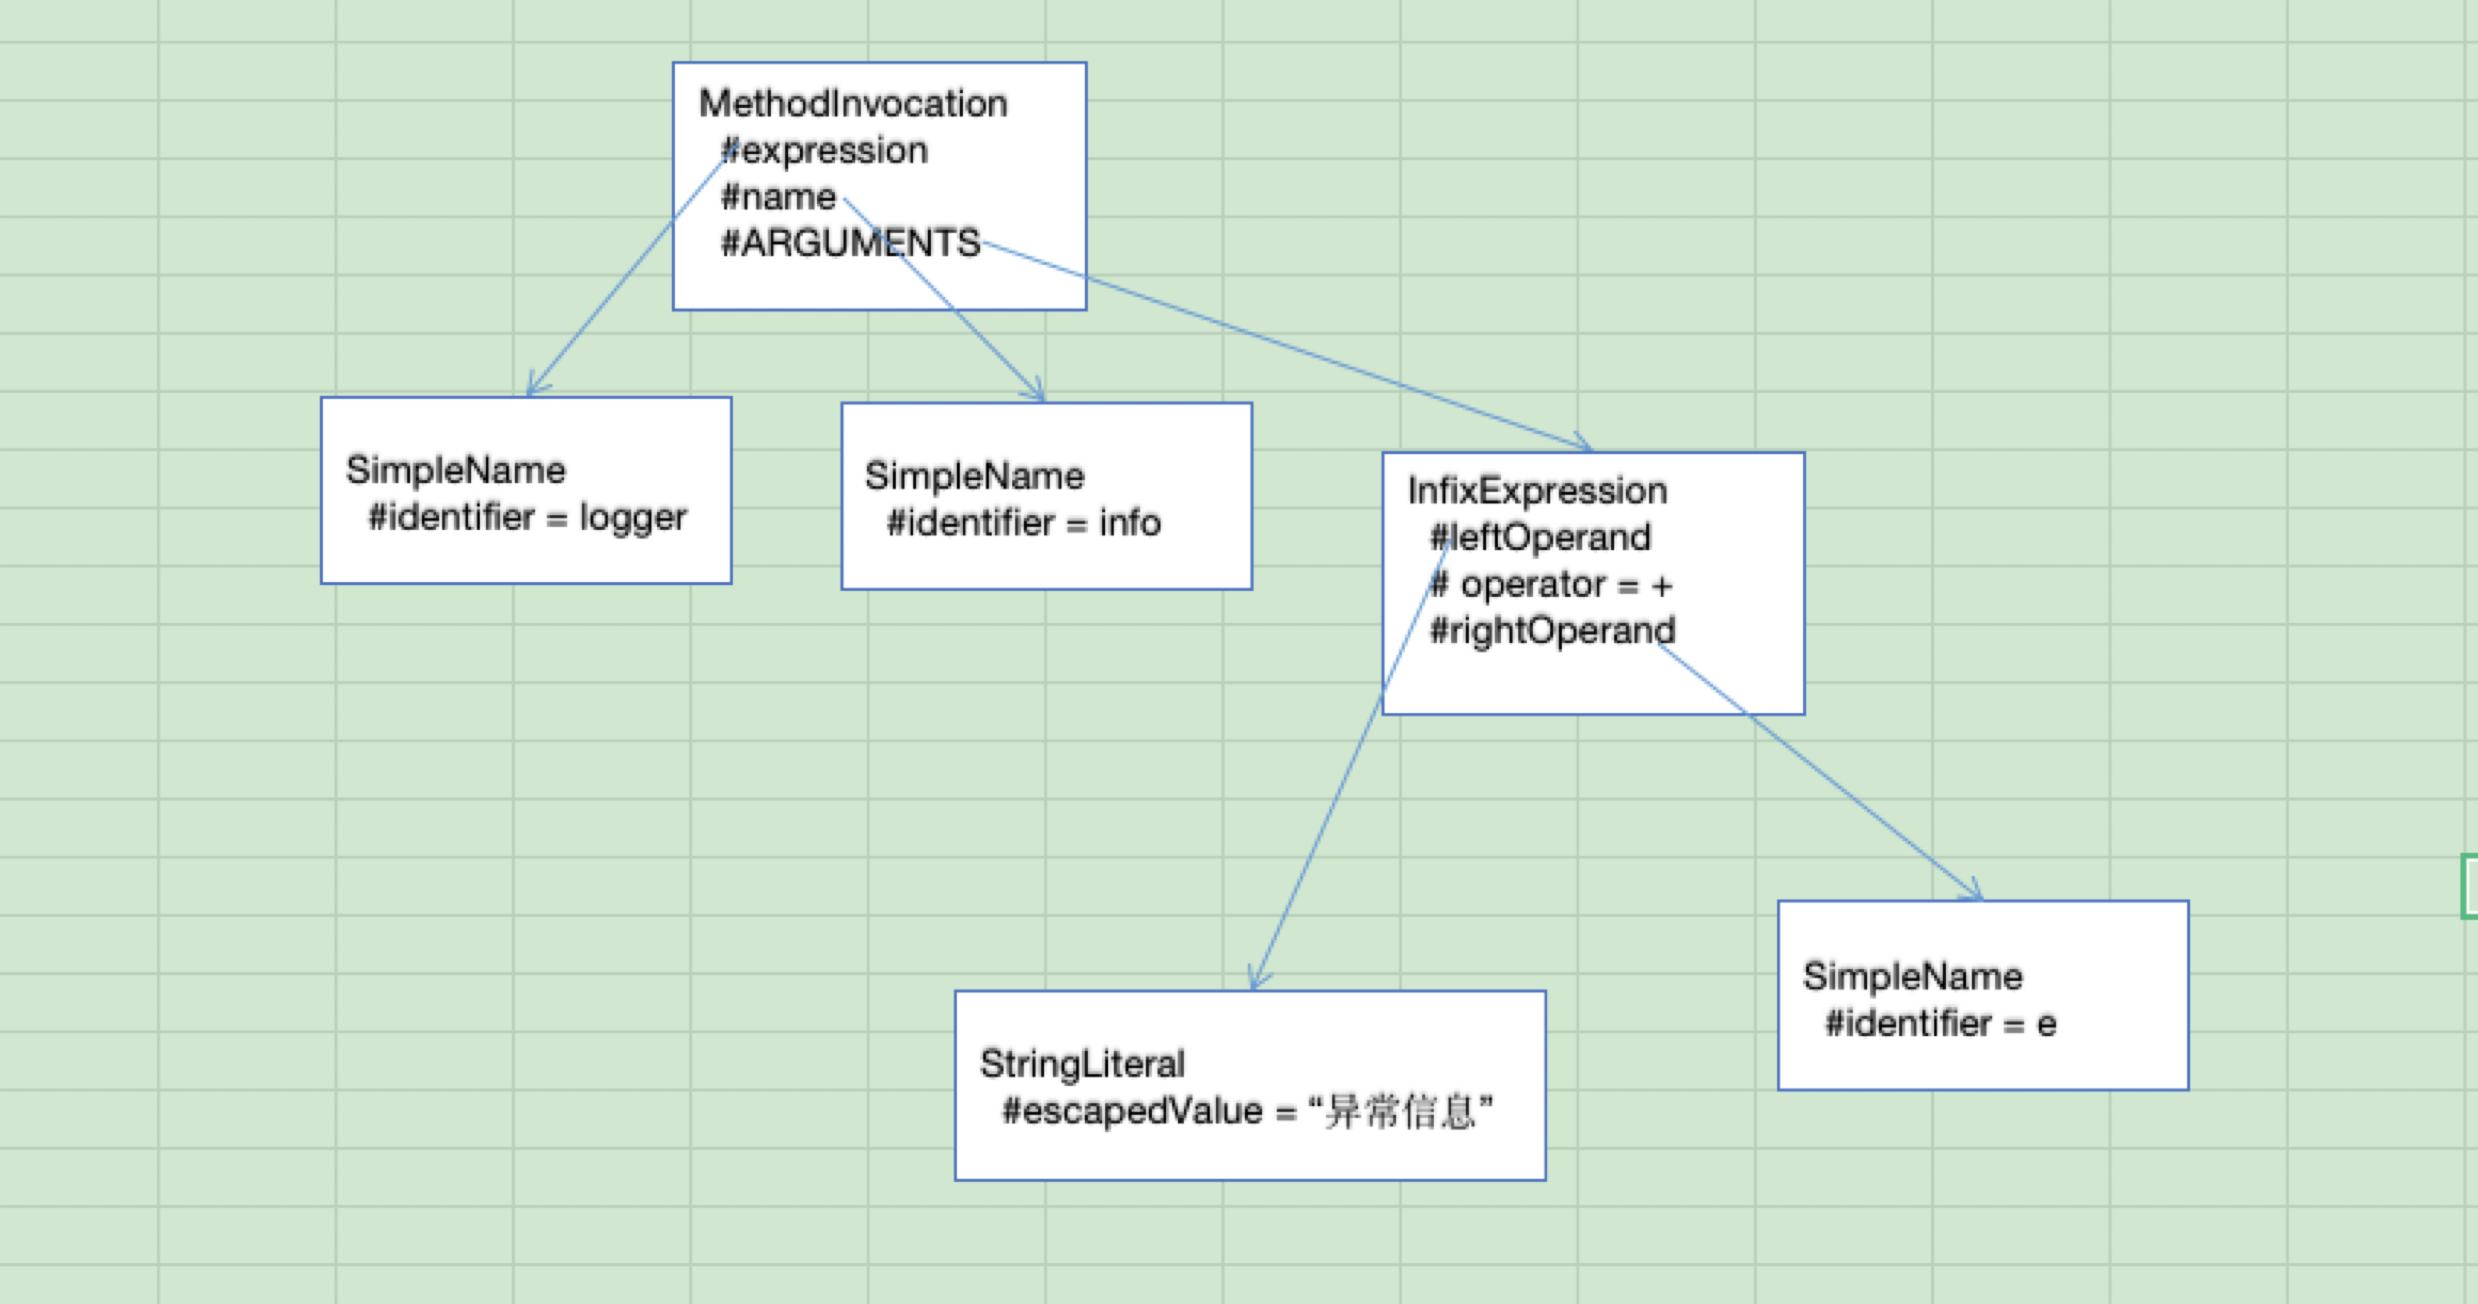 MethodInvocation
#expression
#name
#ARGUMENTS
SimpleName
#identifier = logger
SimpleName
#identifier = info
InfixExpression
#leftOperand
# operator = +
#rightOperand
StringLiteral
#escapedValue = “异常信息”
SimpleName
#identifier = e